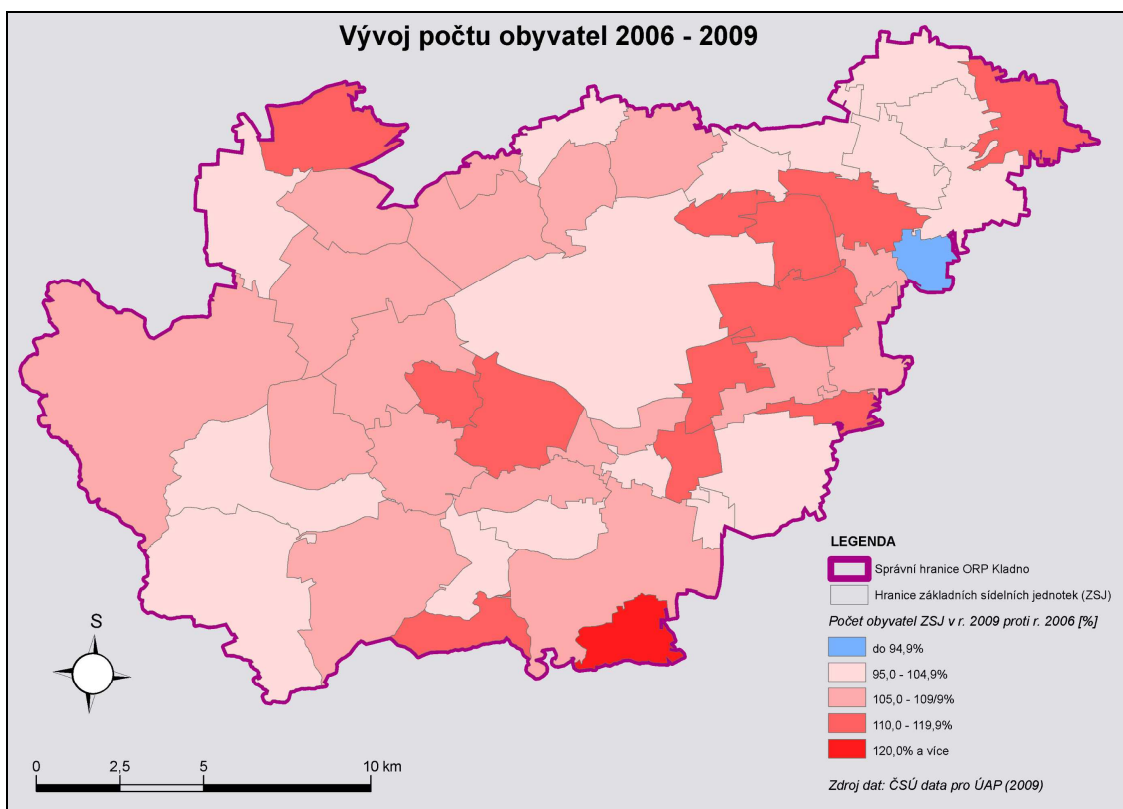 Vývoj počtu obyvatel 2006 - 2009
LEGENDA
Správní hranice ORP Kladno
Hranice základních sídelních jednotek (ZSJ)
Počet obyvatel ZSJ v r. 2009 proti r. 2006 [%]
do 94,9%
95,0 - 104,9%
105,0 - 109/9%
110,0 - 119,9%
120,0% a více
Zdroj dat: ČSÚ data pro ÚAP (2009)
S
0 2,5 5 10 km